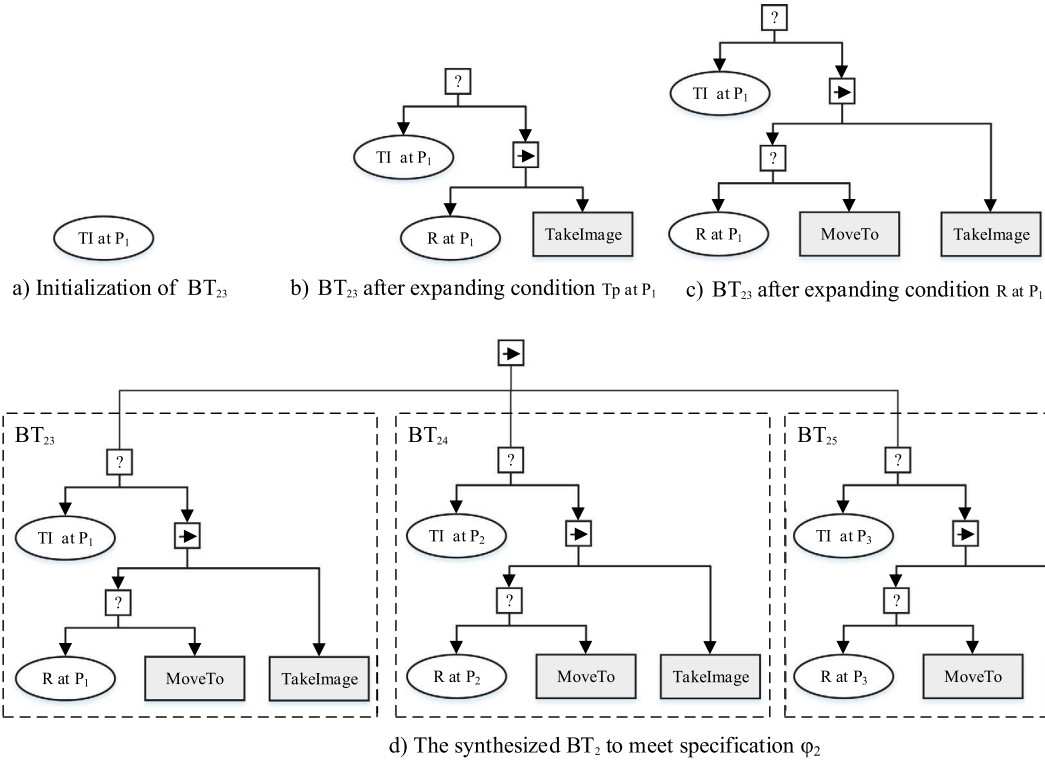 ?
?
TI at P₁
TI at P₁
?
R at P₁
TakeImage
R at P₁
MoveTo
TakeImage
TI at P₁
a) Initialization of BT₂₃
b) BT₂₃ after expanding condition Tp at P₁
c) BT₂₃ after expanding condition R at P₁
BT₂₃
?
TI at P₁
?
R at P₁
MoveTo
TakeImage
BT₂₄
?
TI at P₂
?
R at P₂
MoveTo
TakeImage
BT₂₅
?
TI at P₃
?
R at P₃
MoveTo
d) The synthesized BT₂ to meet specification φ₂